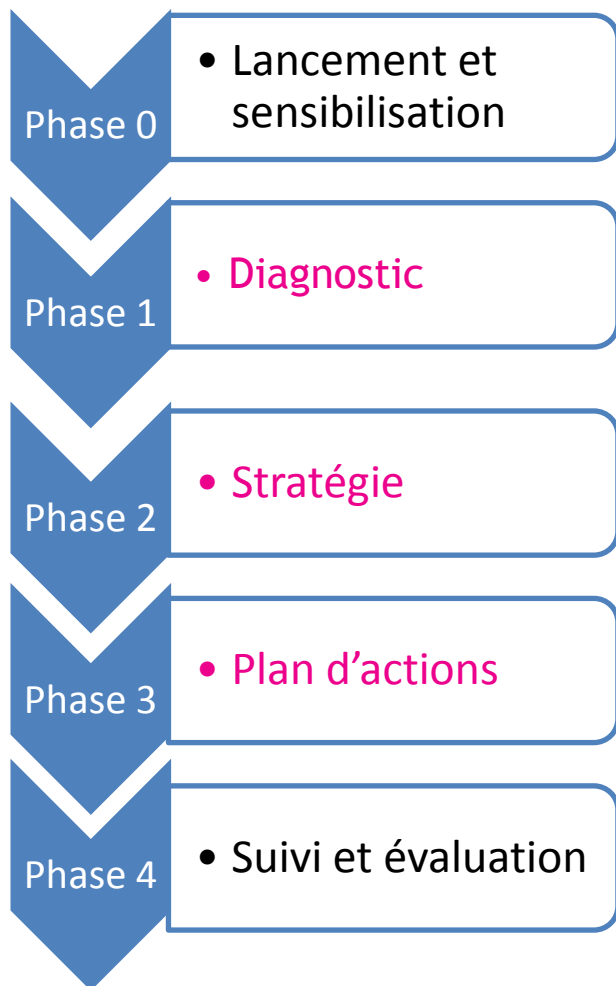 Phase 0
• Lancement et
sensibilisation
Phase 1
• Diagnostic
Phase 2
• Stratégie
Phase 3
• Plan d’actions
Phase 4
• Suivi et évaluation